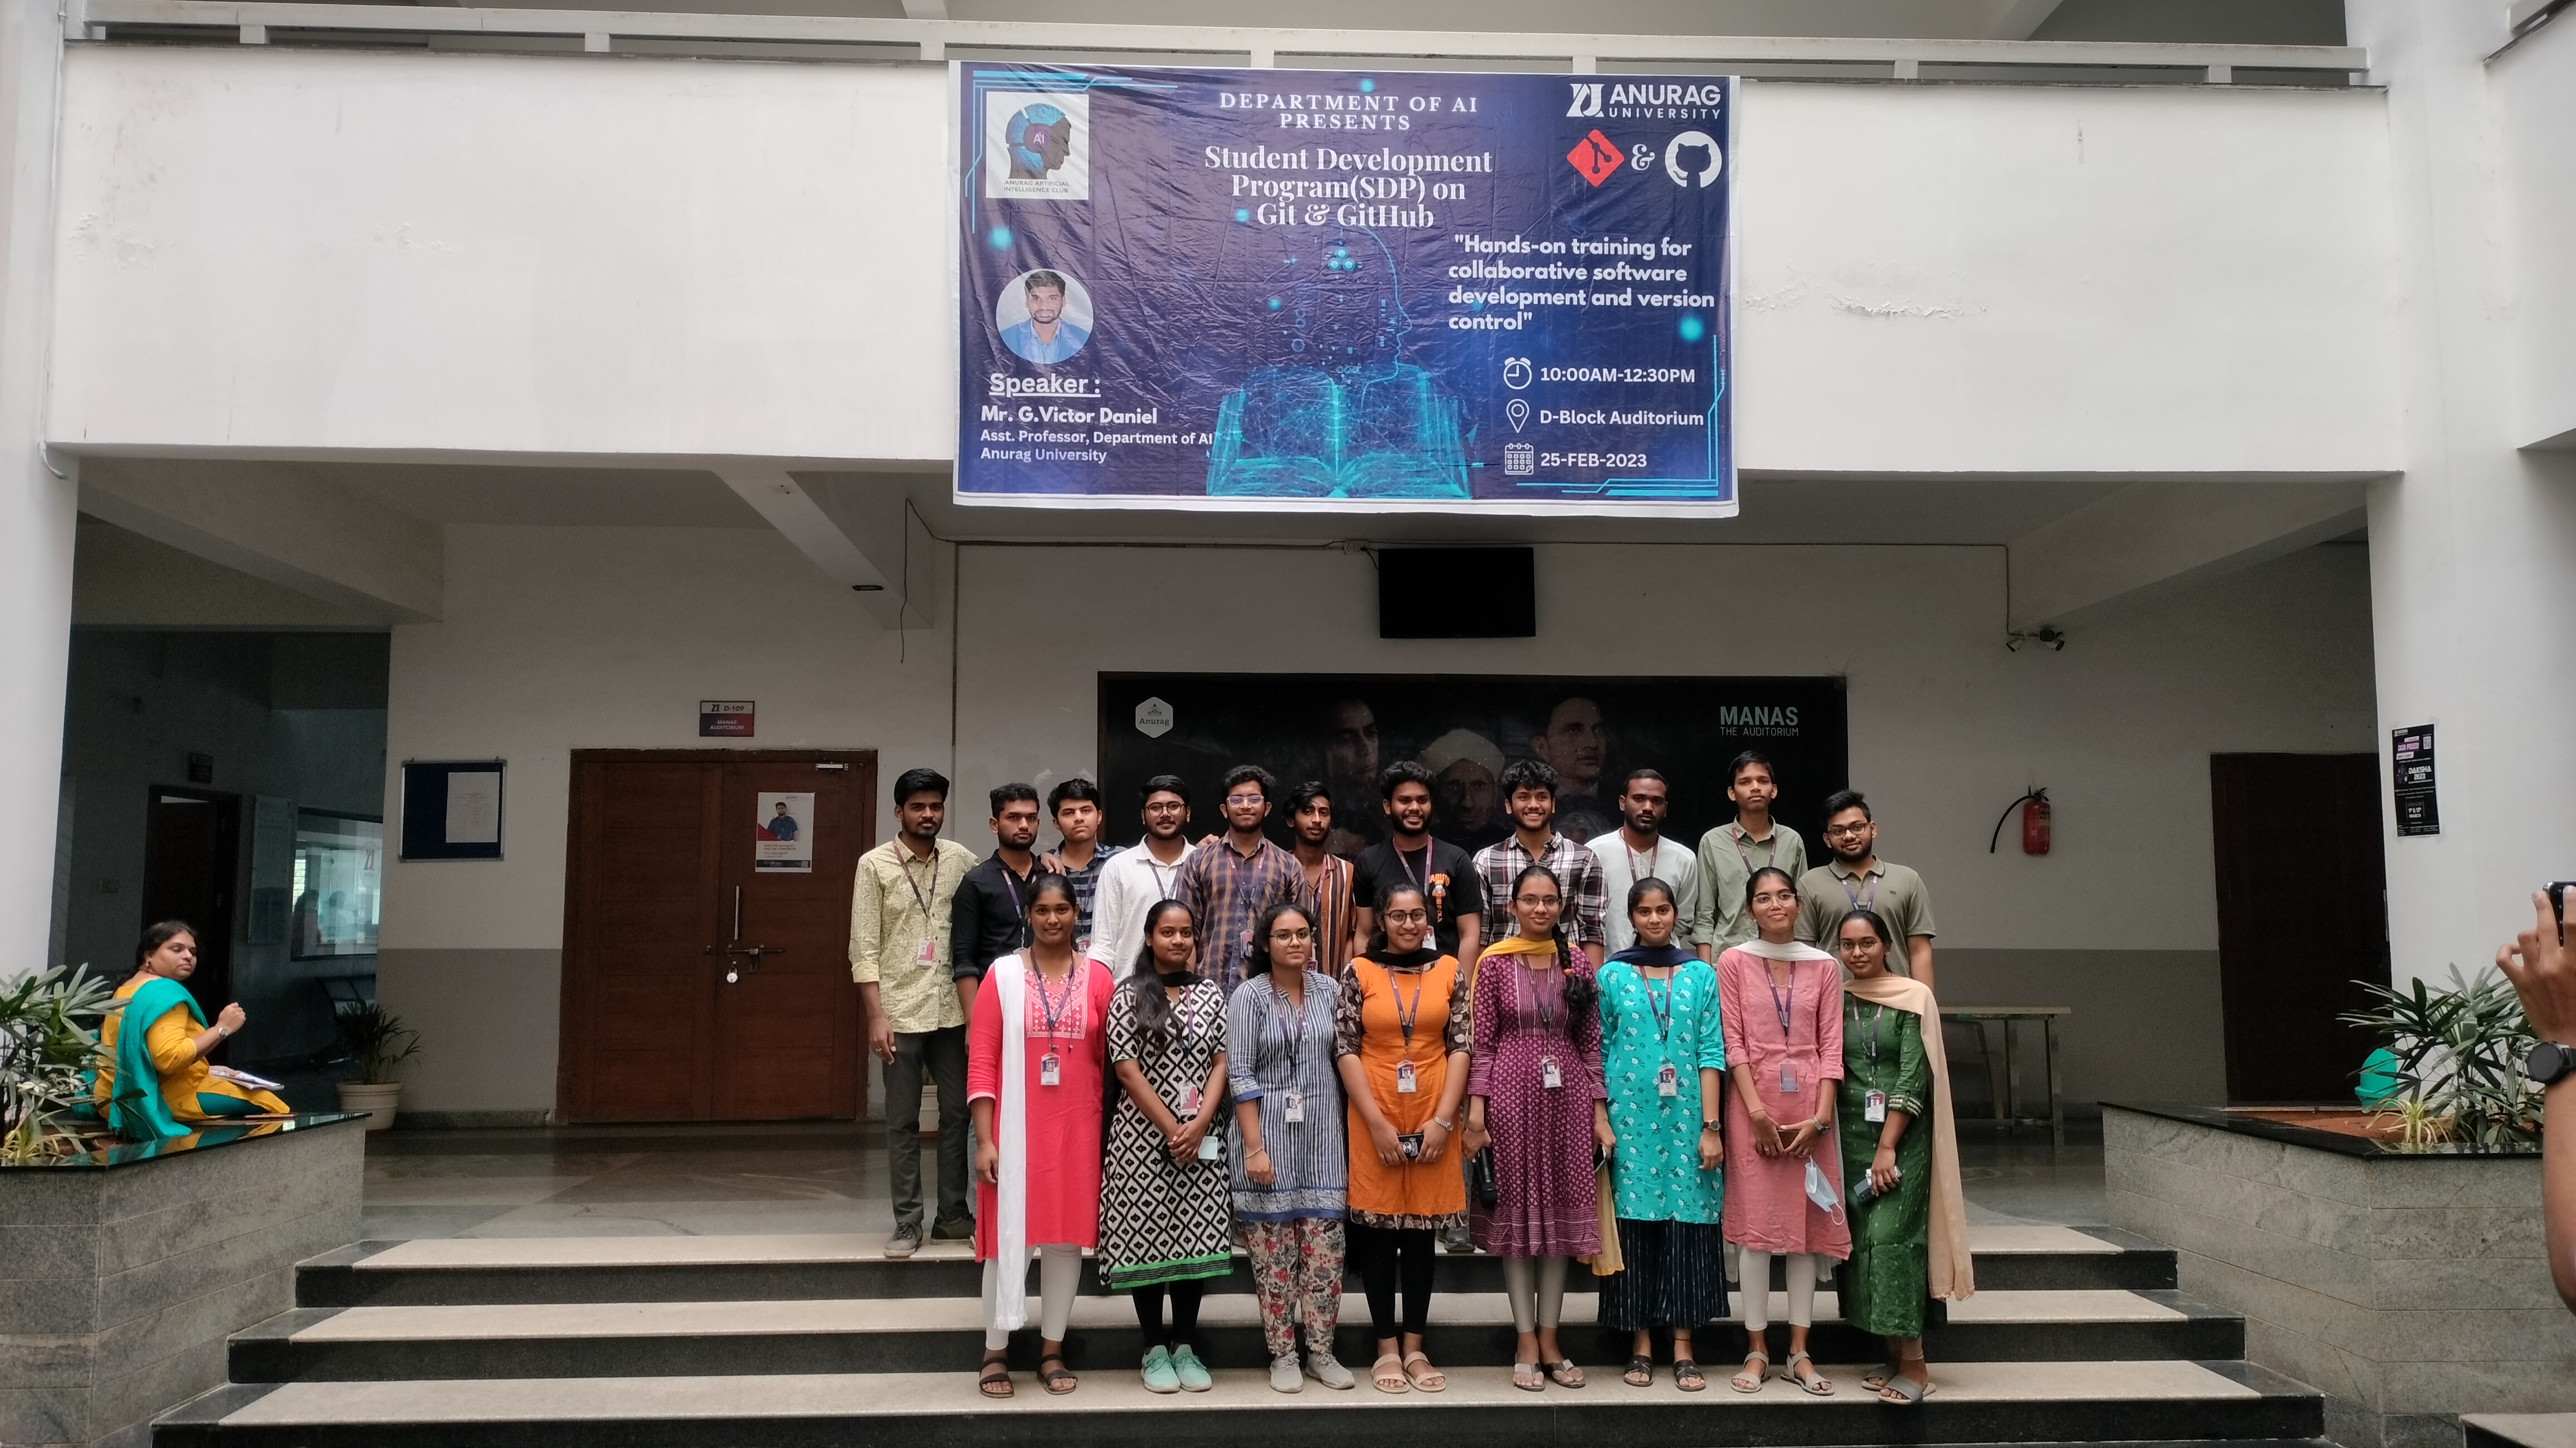 DEPARTMENT OF AI
PRESENTS
ANURAG
UNIVERSITY
AI
ANURAG ARTIFICIAL
INTELLIGENCE CLUB
&
Student Development
Program(SDP) on
Git & GitHub
"Hands-on training for
collaborative software
development and version
control"
Speaker :
Mr. G.Victor Daniel
Asst. Professor, Department of AI
Anurag University
10:00AM-12:30PM
D-Block Auditorium
25-FEB-2023
D-109
MANAS
AUDITORIUM
Anurag
MANAS
THE AUDITORIUM
DAKSHA